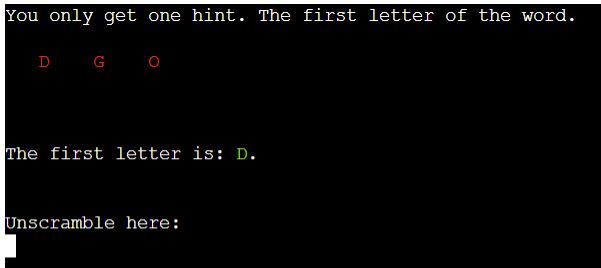 You only get one hint. The first letter of the word.
D G O
The first letter is: D.
Unscramble here: